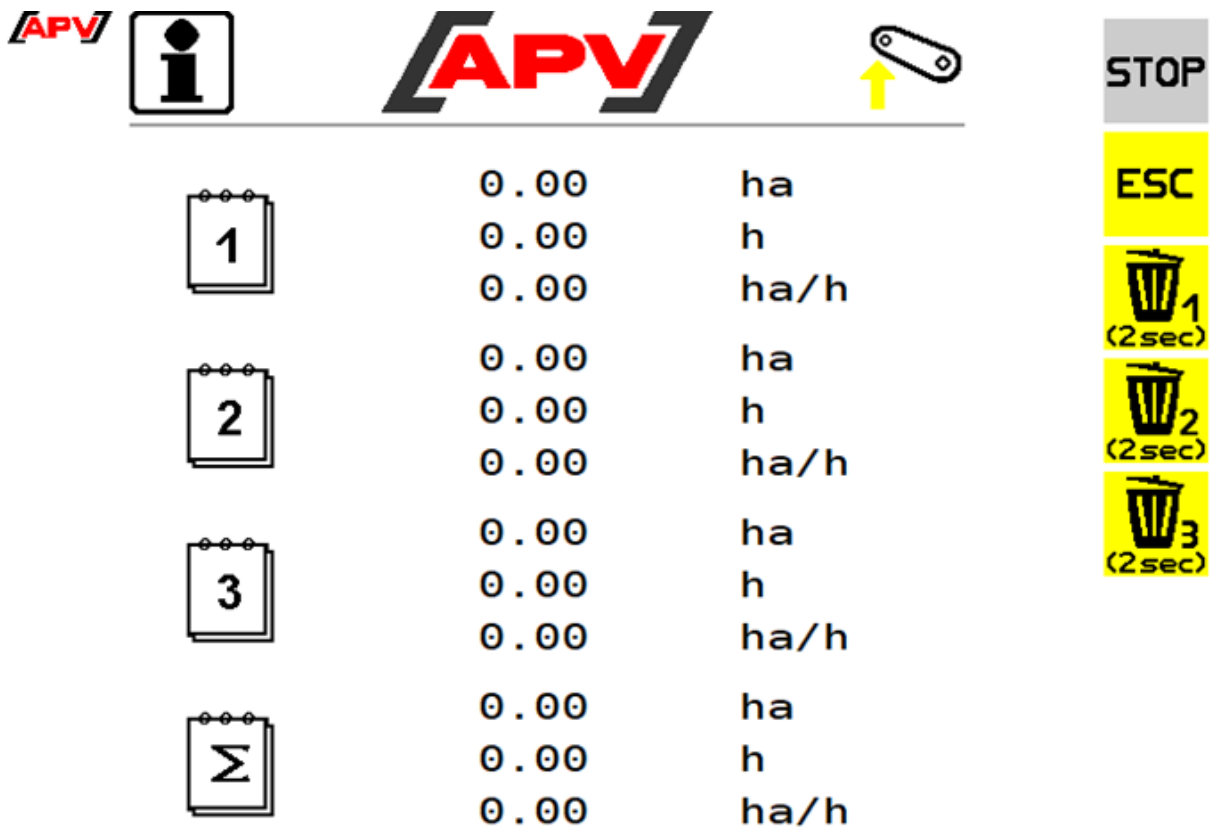 APV
i
APV
STOP
ESC
1
0.00 ha
0.00 h
0.00 ha/h
1
(2sec)
2
0.00 ha
0.00 h
0.00 ha/h
2
(2sec)
3
0.00 ha
0.00 h
0.00 ha/h
3
(2sec)
Σ
0.00 ha
0.00 h
0.00 ha/h